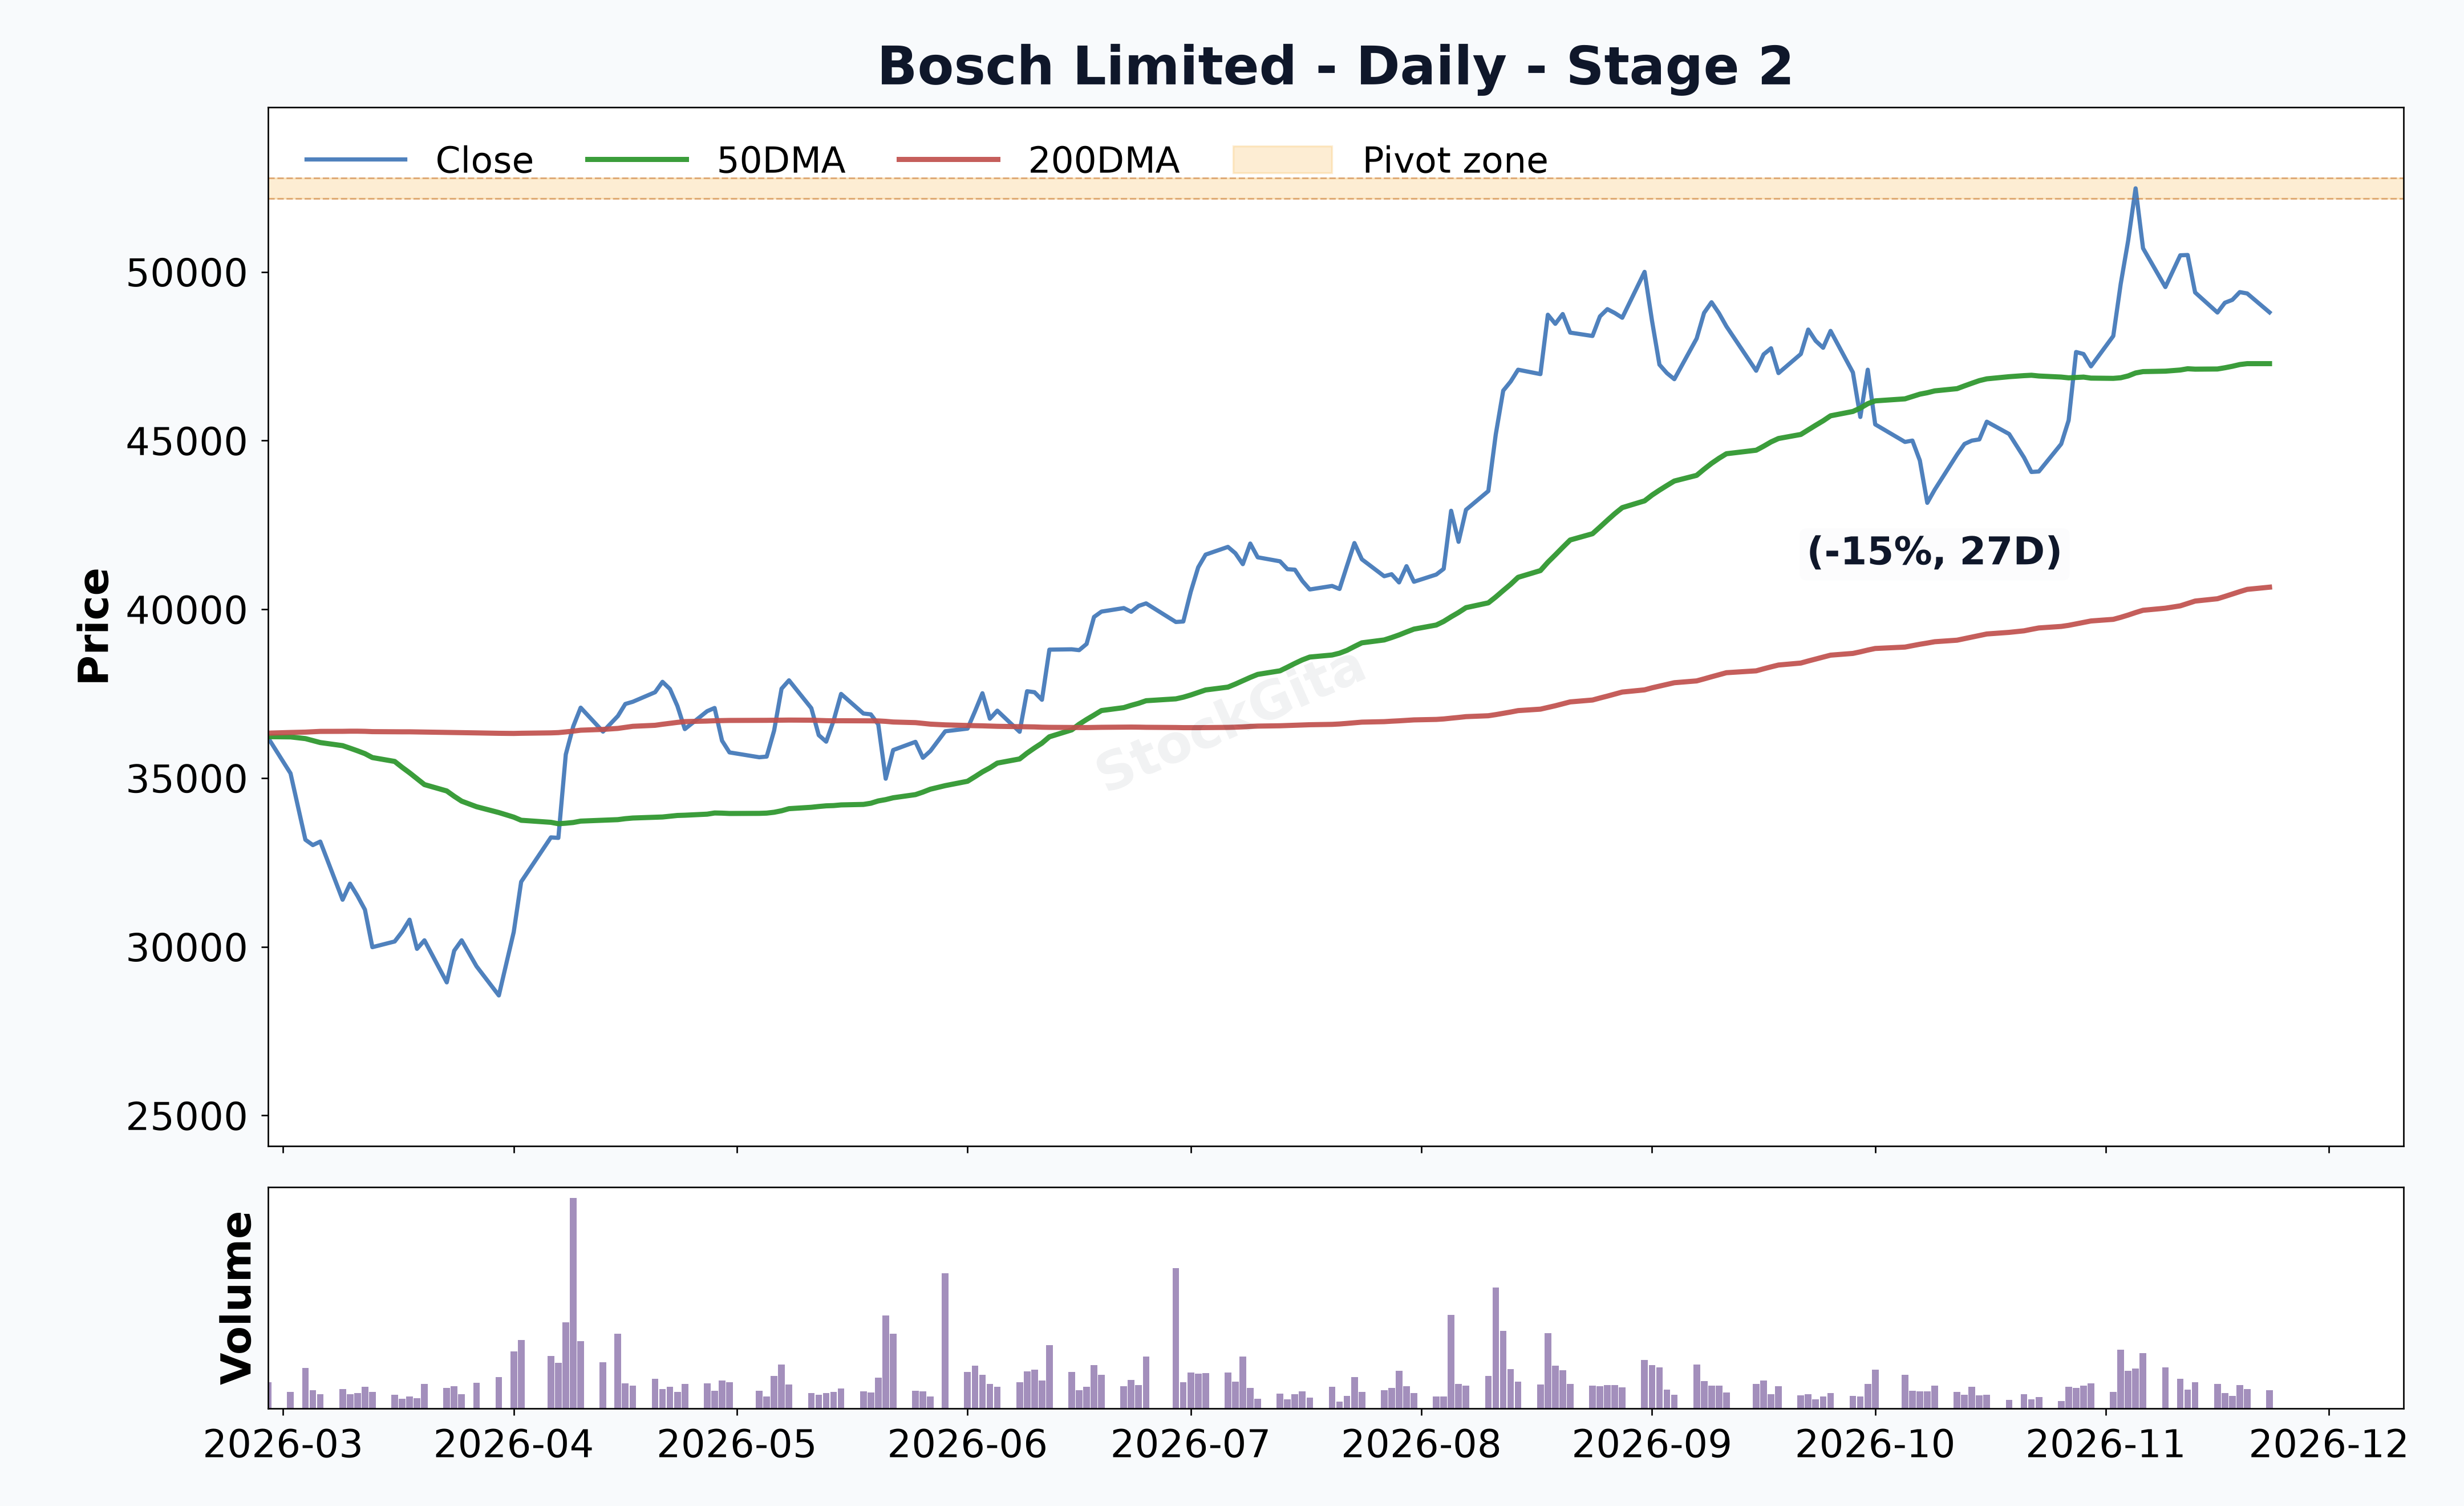 Bosch Limited - Daily - Stage 2
Close 50DMA 200DMA Pivot zone
Price
50000
45000
40000
35000
30000
25000
(-15%, 27D)
StockGita
Volume
2026-03 2026-04 2026-05 2026-06 2026-07 2026-08 2026-09 2026-10 2026-11 2026-12